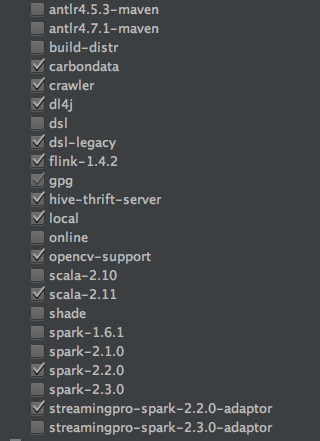 antlr4.5.3-maven
antlr4.7.1-maven
build-distr
carbondata
crawler
dl4j
dsl
dsl-legacy
flink-1.4.2
gpg
hive-thrift-server
local
online
opencv-support
scala-2.10
scala-2.11
shade
spark-1.6.1
spark-2.1.0
spark-2.2.0
spark-2.3.0
streamingpro-spark-2.2.0-adaptor
streamingpro-spark-2.3.0-adaptor